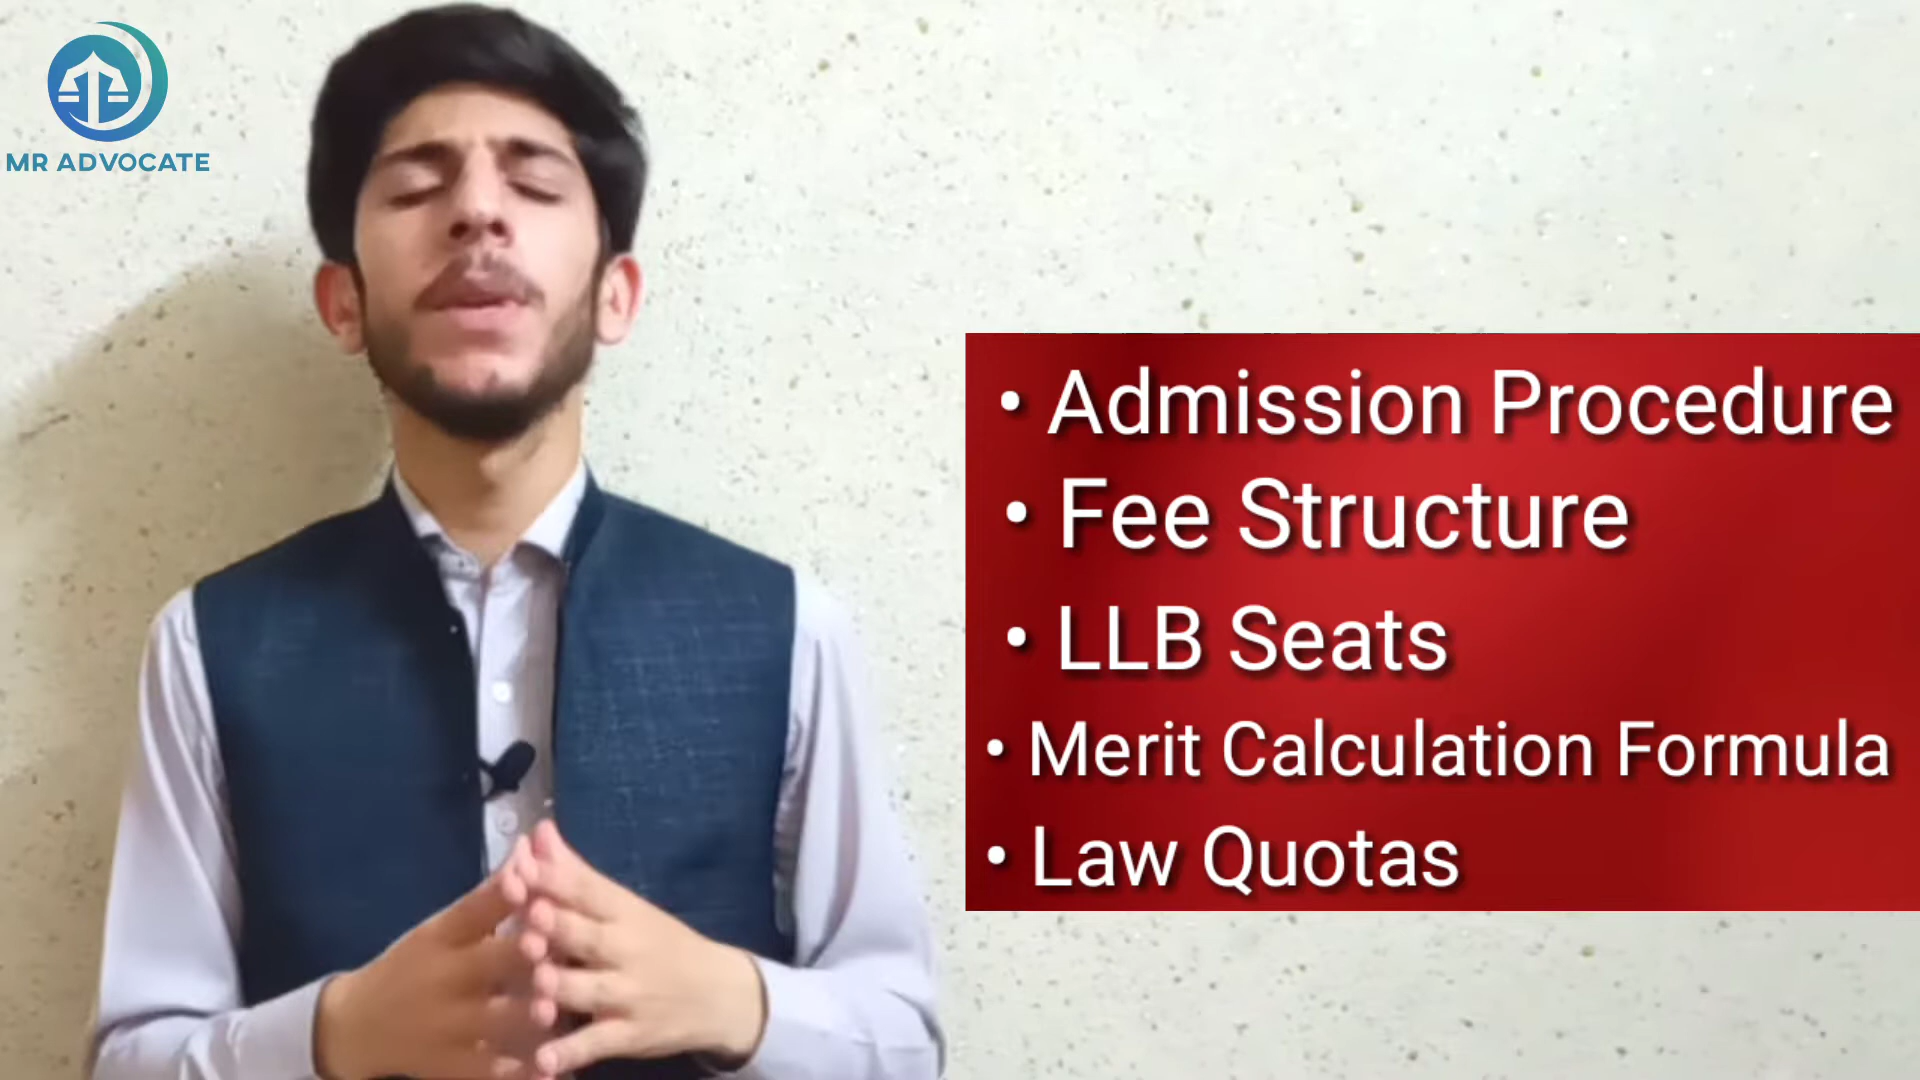 MR ADVOCATE
• Admission Procedure
• Fee Structure
• LLB Seats
• Merit Calculation Formula
• Law Quotas